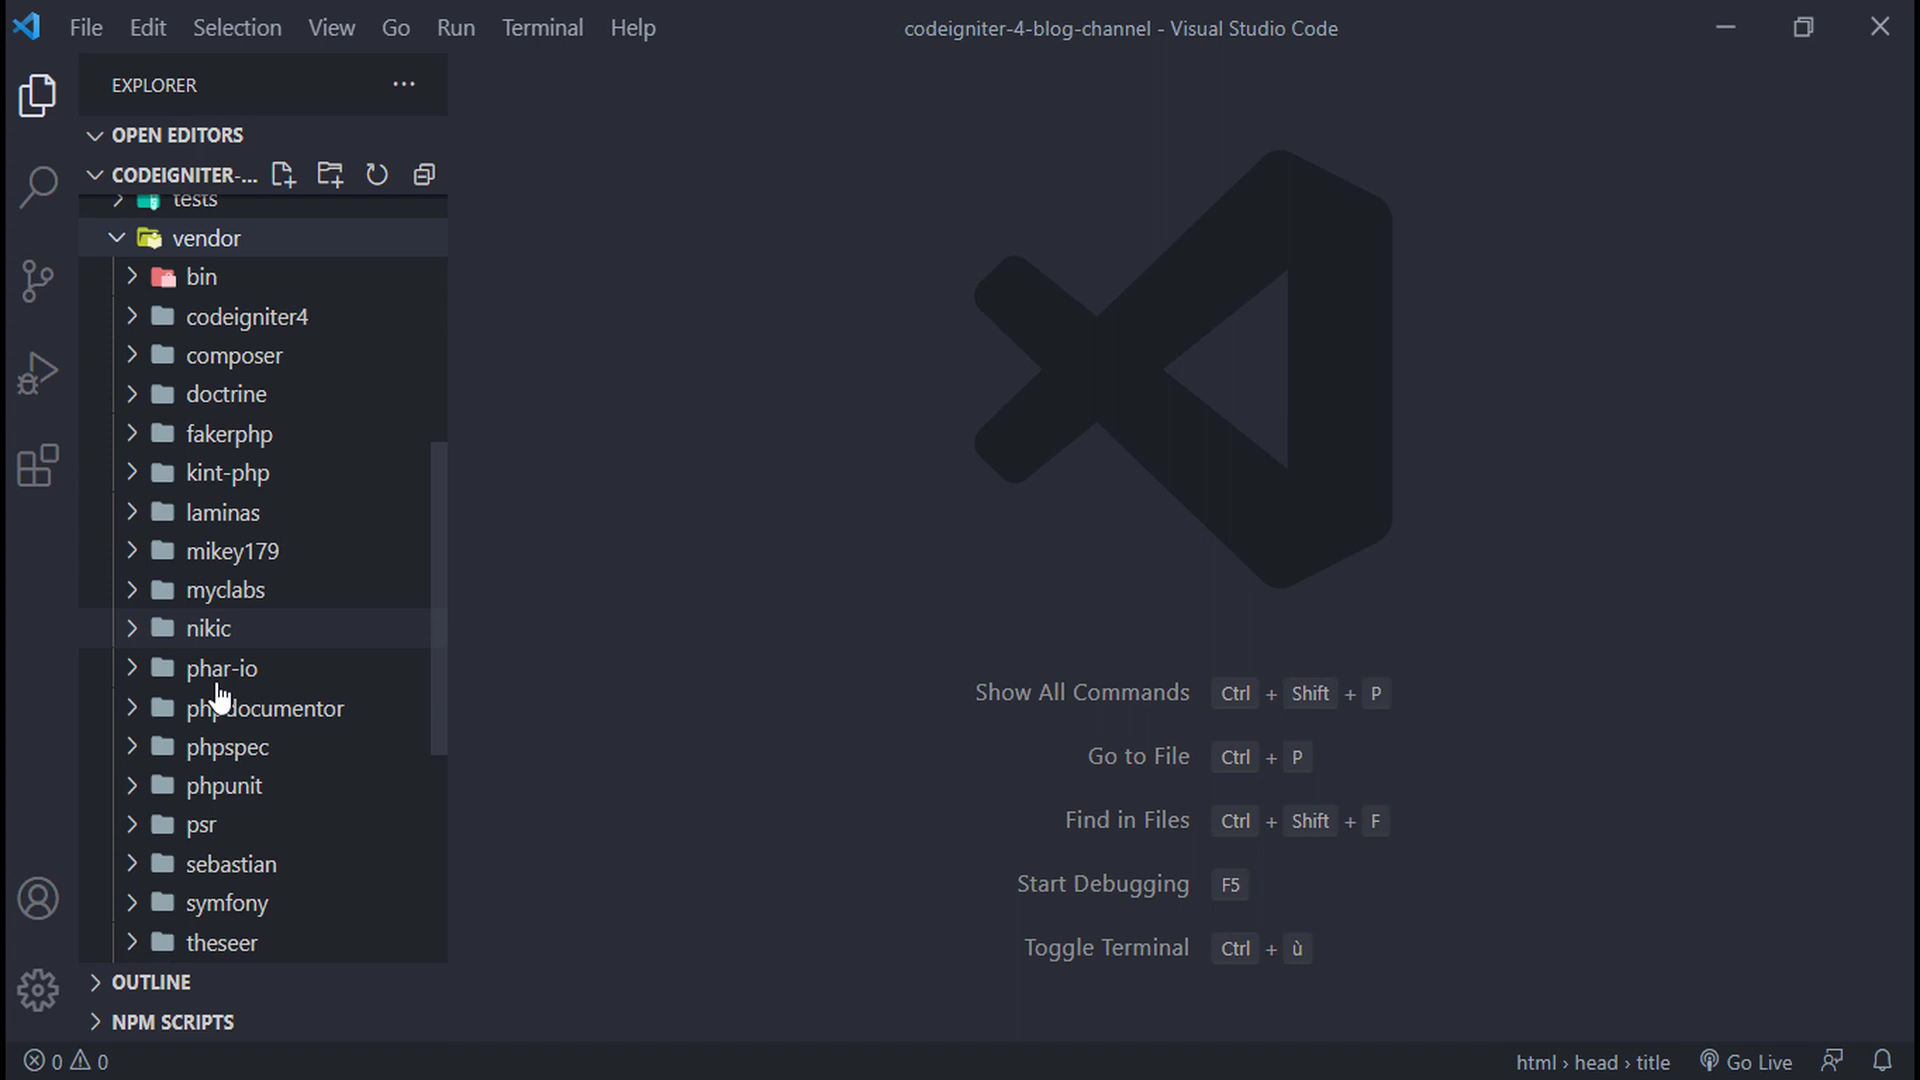 File Edit Selection View Go Run Terminal Help codeigniter-4-blog-channel - Visual Studio Code
EXPLORER
OPEN EDITORS
CODEIGNITER-...
tests
vendor
bin
codeigniter4
composer
doctrine
fakerphp
kint-php
laminas
mikey179
myclabs
nikic
phar-io
phpdocumentor
phpspec
phpunit
psr
sebastian
symfony
theseer
OUTLINE
NPM SCRIPTS
Show All Commands Ctrl + Shift + P
Go to File Ctrl + P
Find in Files Ctrl + Shift + F
Start Debugging F5
Toggle Terminal Ctrl + ù
0 0 html › head › title Go Live